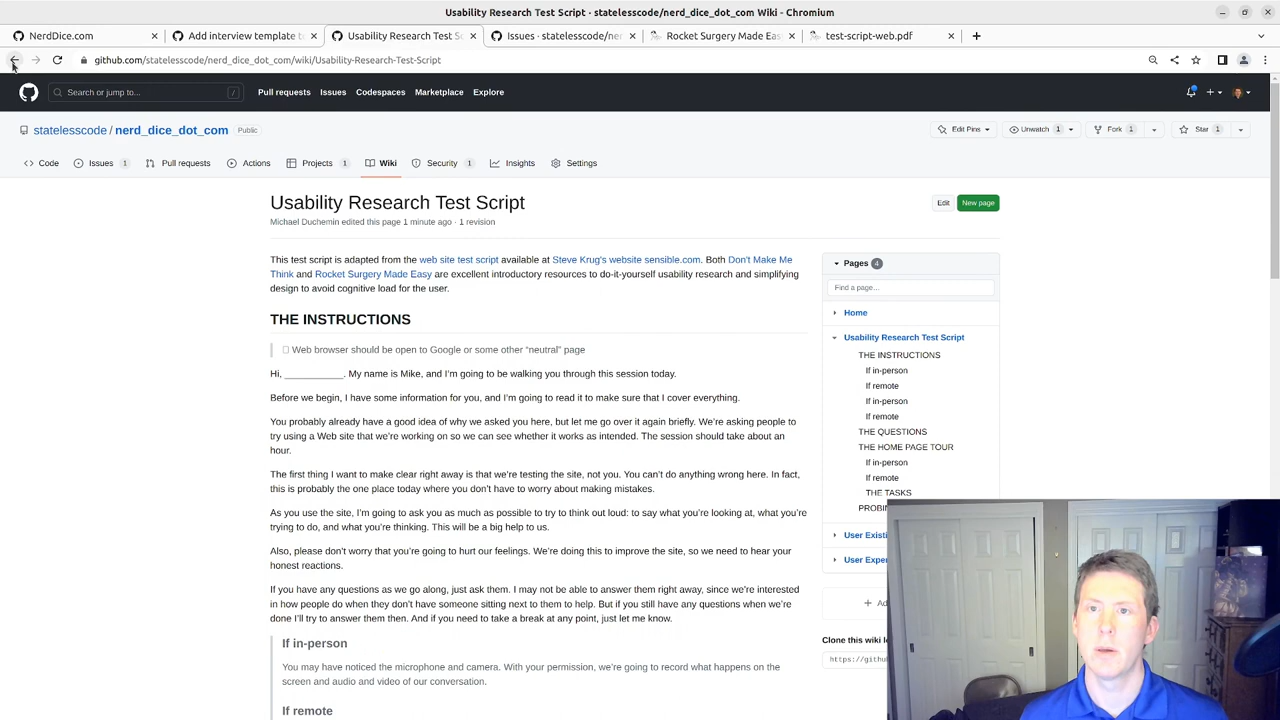 Usability Research Test Script - statelesscode/nerd_dice_dot_com Wiki - Chromium
NerdDice.com
Add interview template t
Usability Research Test S
Issues · statelesscode/nerd
Rocket Surgery Made Eas
test-script-web.pdf
github.com/statelesscode/nerd_dice_dot_com/wiki/Usability-Research-Test-Script
Search or jump to... /
Pull requests Issues Codespaces Marketplace Explore
statelesscode / nerd_dice_dot_com Public
Edit Pins Unwatch 1 Fork 1 Star 1
Code Issues 1 Pull requests Actions Projects 1 Wiki Security 1 Insights Settings
Usability Research Test Script
Edit New page
Michael Duchemin edited this page 1 minute ago · 1 revision
This test script is adapted from the web site test script available at Steve Krug's website sensible.com. Both Don't Make Me
Think and Rocket Surgery Made Easy are excellent introductory resources to do-it-yourself usability research and simplifying
design to avoid cognitive load for the user.
THE INSTRUCTIONS
Web browser should be open to Google or some other “neutral” page
Hi, ____________. My name is Mike, and I’m going to be walking you through this session today.
Before we begin, I have some information for you, and I’m going to read it to make sure that I cover everything.
You probably already have a good idea of why we asked you here, but let me go over it again briefly. We’re asking people to
try using a Web site that we’re working on so we can see whether it works as intended. The session should take about an
hour.
The first thing I want to make clear right away is that we’re testing the site, not you. You can’t do anything wrong here. In fact,
this is probably the one place today where you don’t have to worry about making mistakes.
As you use the site, I’m going to ask you as much as possible to try to think out loud: to say what you’re looking at, what you’re
trying to do, and what you’re thinking. This will be a big help to us.
Also, please don’t worry that you’re going to hurt our feelings. We’re doing this to improve the site, so we need to hear your
honest reactions.
If you have any questions as we go along, just ask them. I may not be able to answer them right away, since we’re interested
in how people do when they don’t have someone sitting next to them to help. But if you still have any questions when we’re
done I’ll try to answer them then. And if you need to take a break at any point, just let me know.
If in-person
You may have noticed the microphone and camera. With your permission, we’re going to record what happens on the
screen and audio and video of our conversation.
If remote
Pages 4
Find a page...
Home
Usability Research Test Script
THE INSTRUCTIONS
If in-person
If remote
If in-person
If remote
THE QUESTIONS
THE HOME PAGE TOUR
If in-person
If remote
THE TASKS
PROBIN
User Existi
User Exper
Ad
Clone this wiki l
https://githu